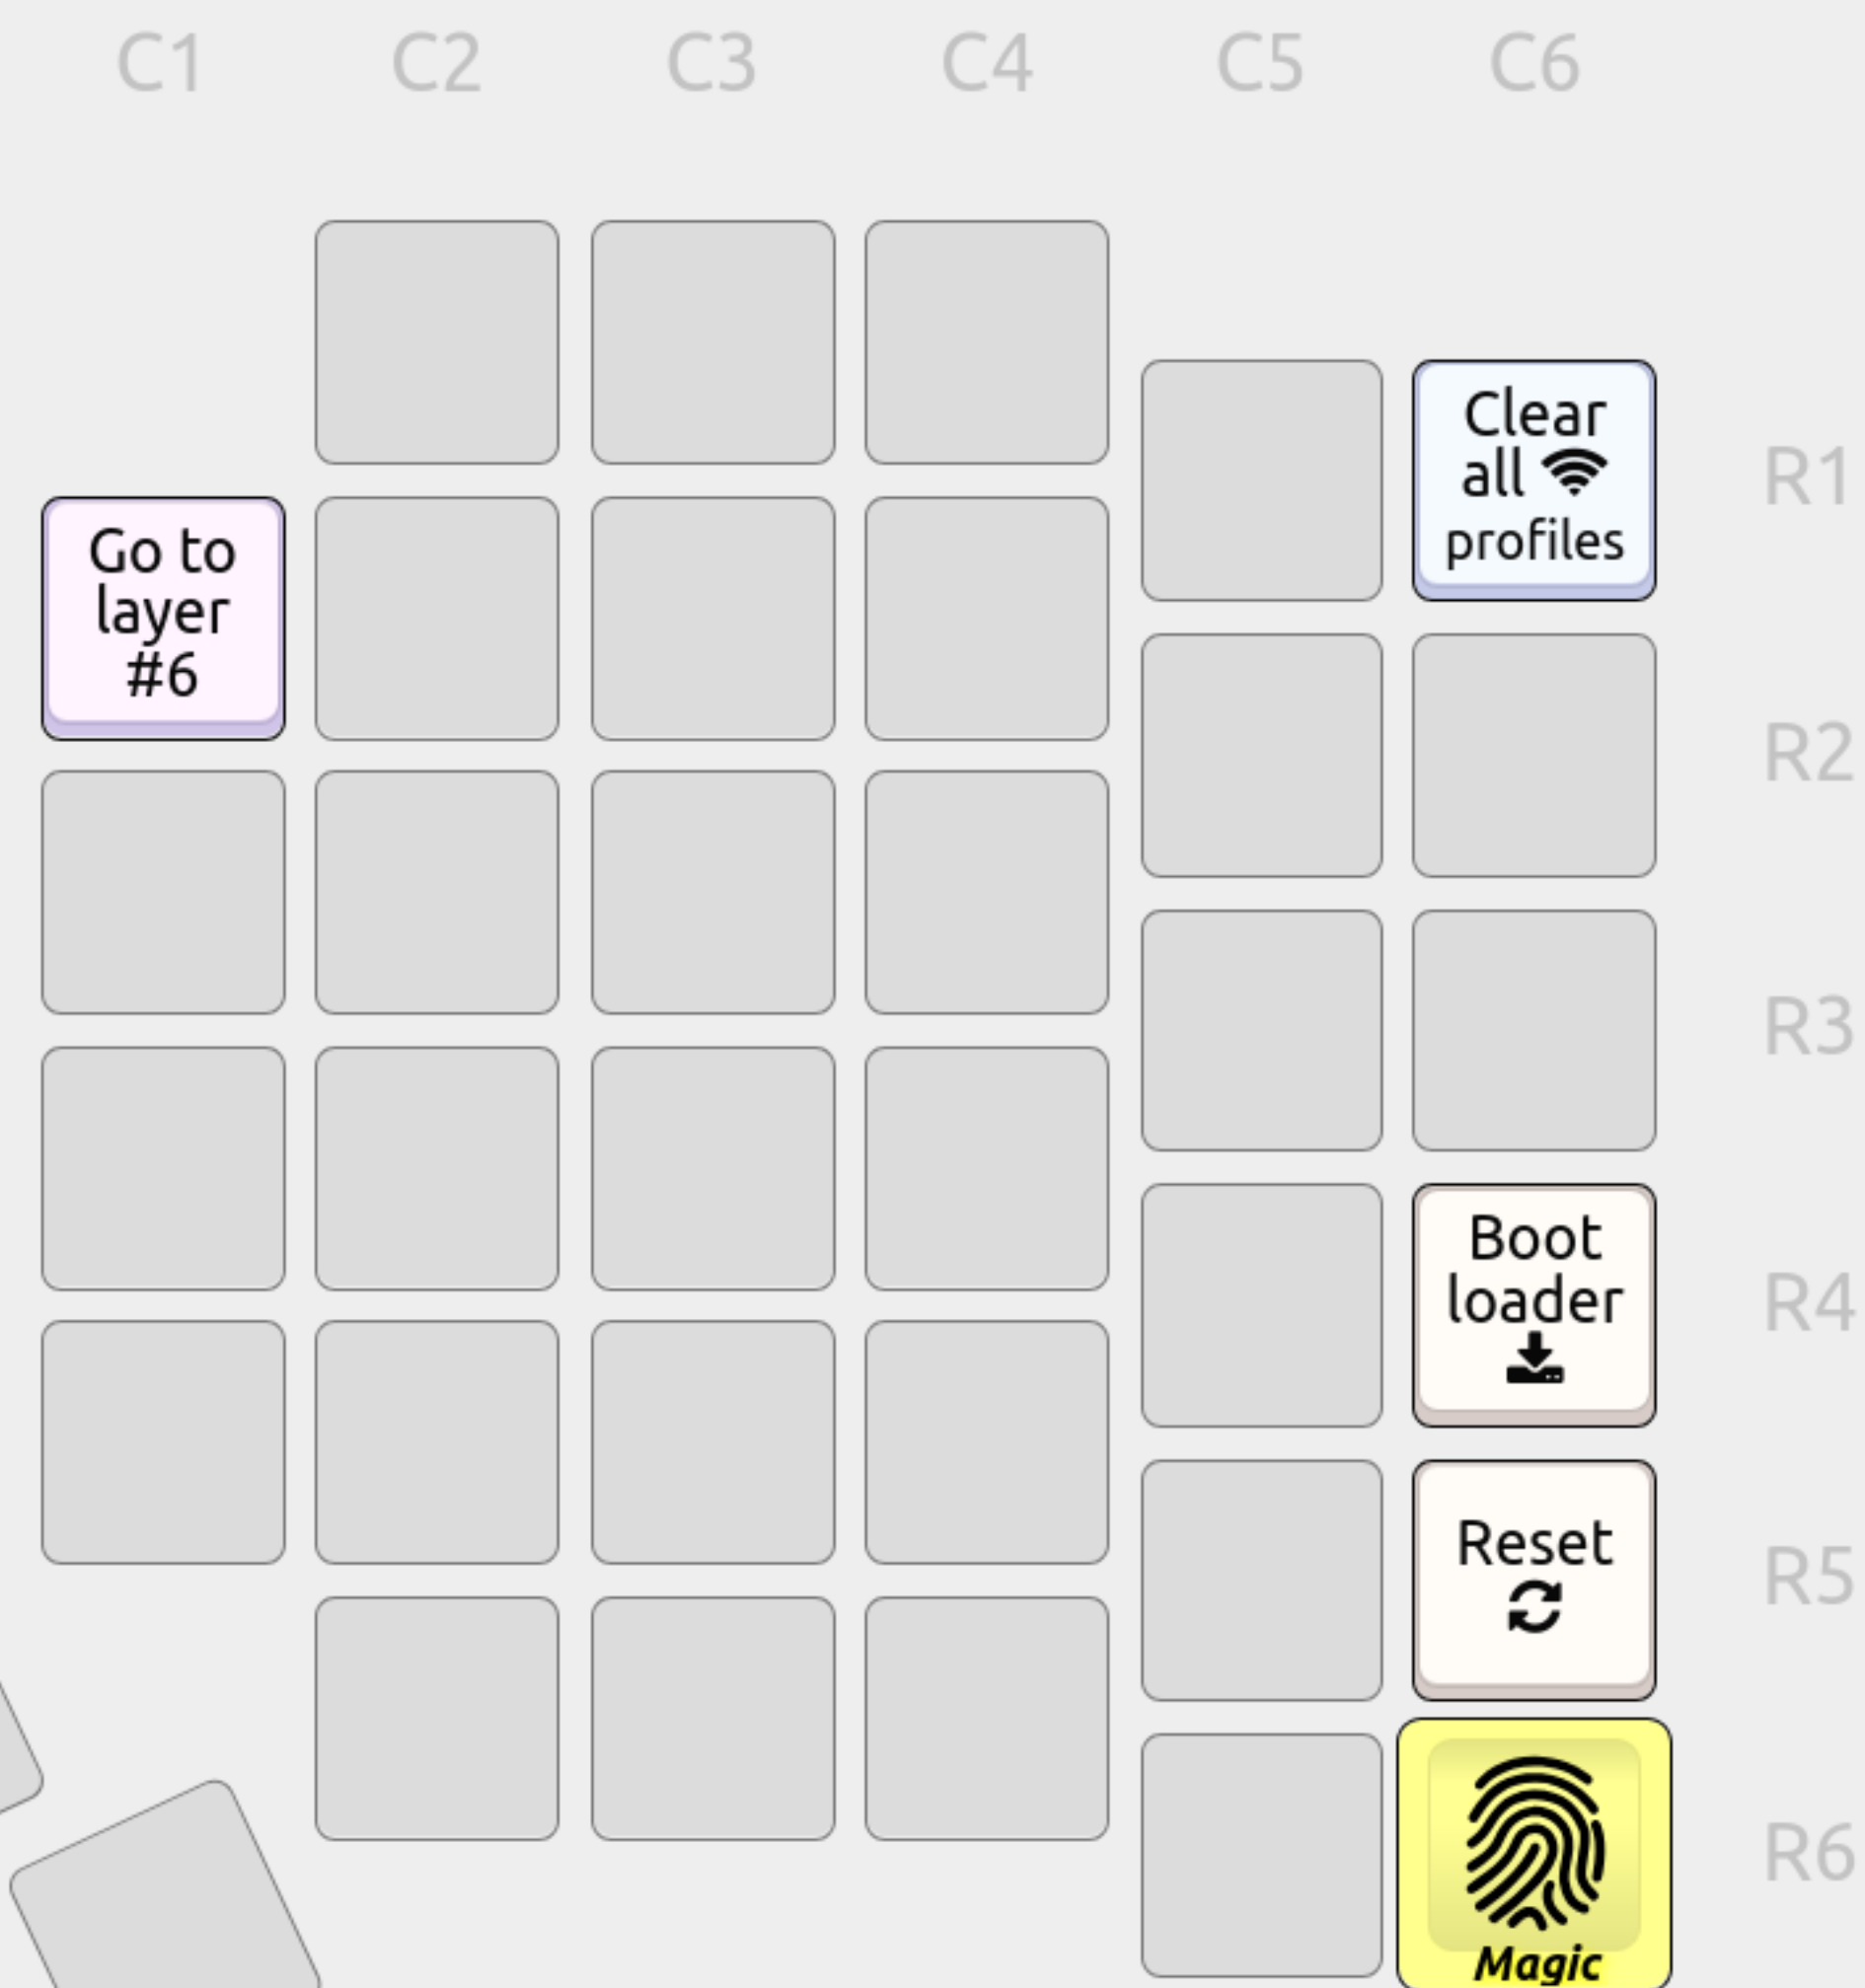 C1 C2 C3 C4 C5 C6
Clear
all
profiles
R1
Go to
layer
#6
R2
R3
Boot
loader
R4
Reset
R5
R6
Magic